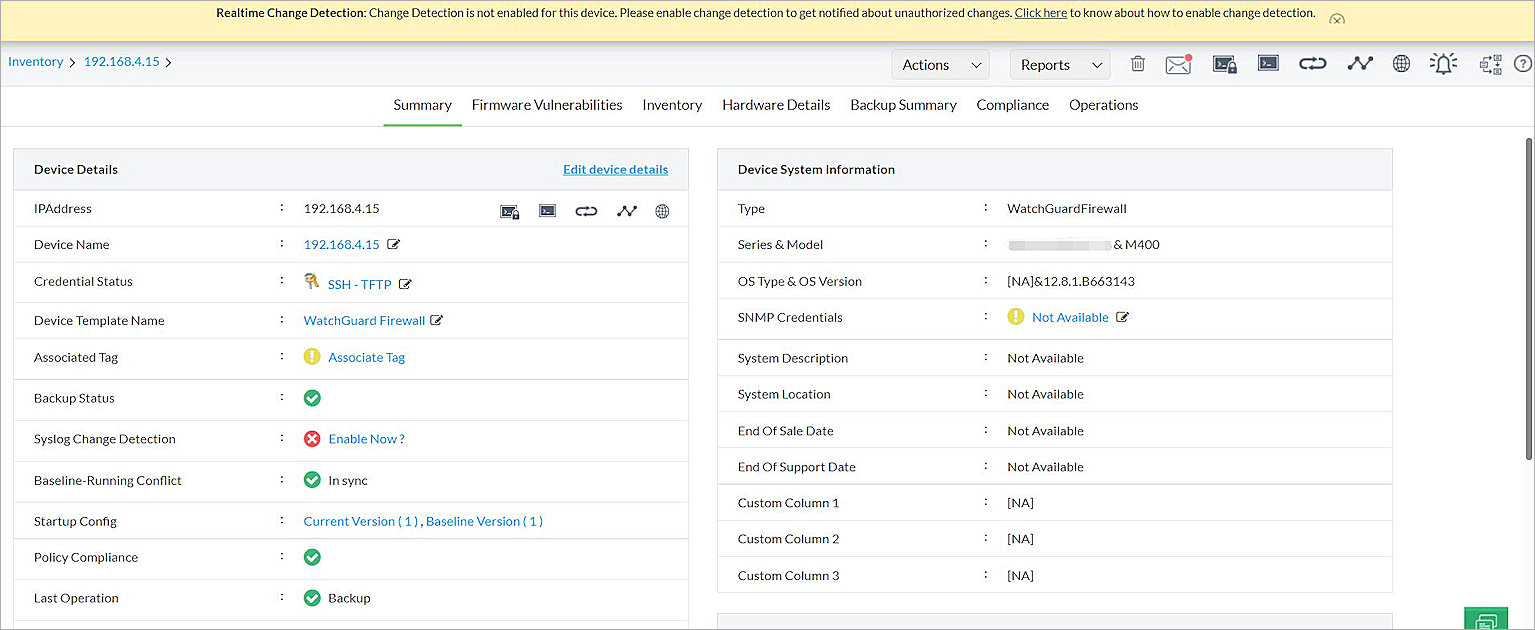 Realtime Change Detection: Change Detection is not enabled for this device. Please enable change detection to get notified about unauthorized changes. Click here to know about how to enable change detection.
Inventory > 192.168.4.15 >
Actions Reports
Summary Firmware Vulnerabilities Inventory Hardware Details Backup Summary Compliance Operations
Device Details Edit device details
IPAddress : 192.168.4.15
Device Name : 192.168.4.15
Credential Status : SSH - TFTP
Device Template Name : WatchGuard Firewall
Associated Tag : Associate Tag
Backup Status :
Syslog Change Detection : Enable Now ?
Baseline-Running Conflict : In sync
Startup Config : Current Version ( 1 ) , Baseline Version ( 1 )
Policy Compliance :
Last Operation : Backup
Device System Information
Type : WatchGuardFirewall
Series & Model : & M400
OS Type & OS Version : [NA]&12.8.1.B663143
SNMP Credentials : Not Available
System Description : Not Available
System Location : Not Available
End Of Sale Date : Not Available
End Of Support Date : Not Available
Custom Column 1 : [NA]
Custom Column 2 : [NA]
Custom Column 3 : [NA]